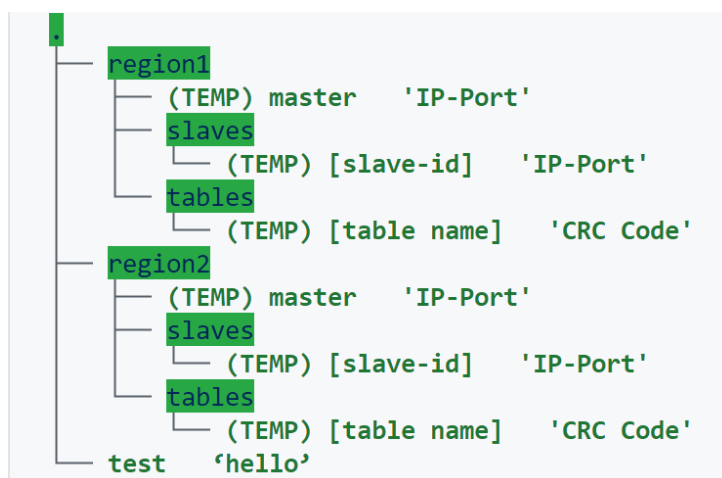 .
region1
(TEMP) master 'IP-Port'
slaves
(TEMP) [slave-id] 'IP-Port'
tables
(TEMP) [table name] 'CRC Code'
region2
(TEMP) master 'IP-Port'
slaves
(TEMP) [slave-id] 'IP-Port'
tables
(TEMP) [table name] 'CRC Code'
test ‘hello’